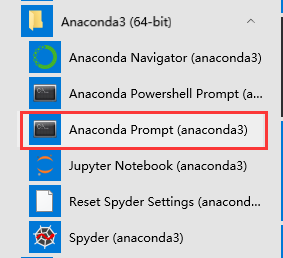 Anaconda3 (64-bit)
Anaconda Navigator (anaconda3)
Anaconda Powershell Prompt (a...
Anaconda Prompt (anaconda3)
Jupyter Notebook (anaconda3)
Reset Spyder Settings (anacond...
Spyder (anaconda3)